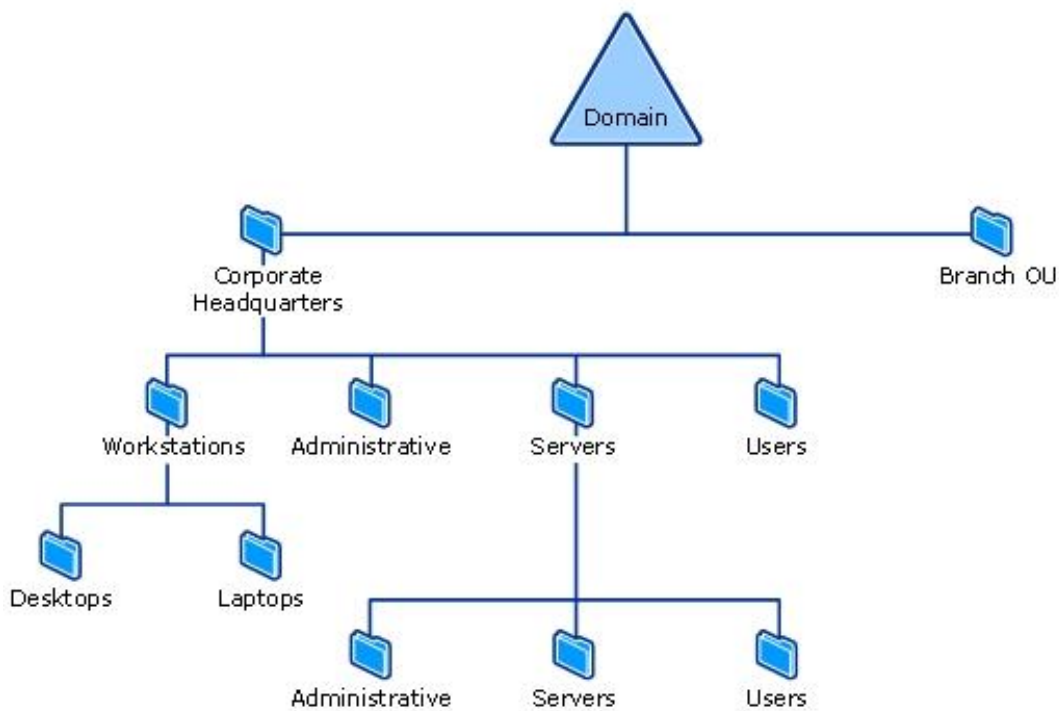 Domain
Corporate
Headquarters
Branch OU
Workstations
Administrative
Servers
Users
Desktops
Laptops
Administrative
Servers
Users